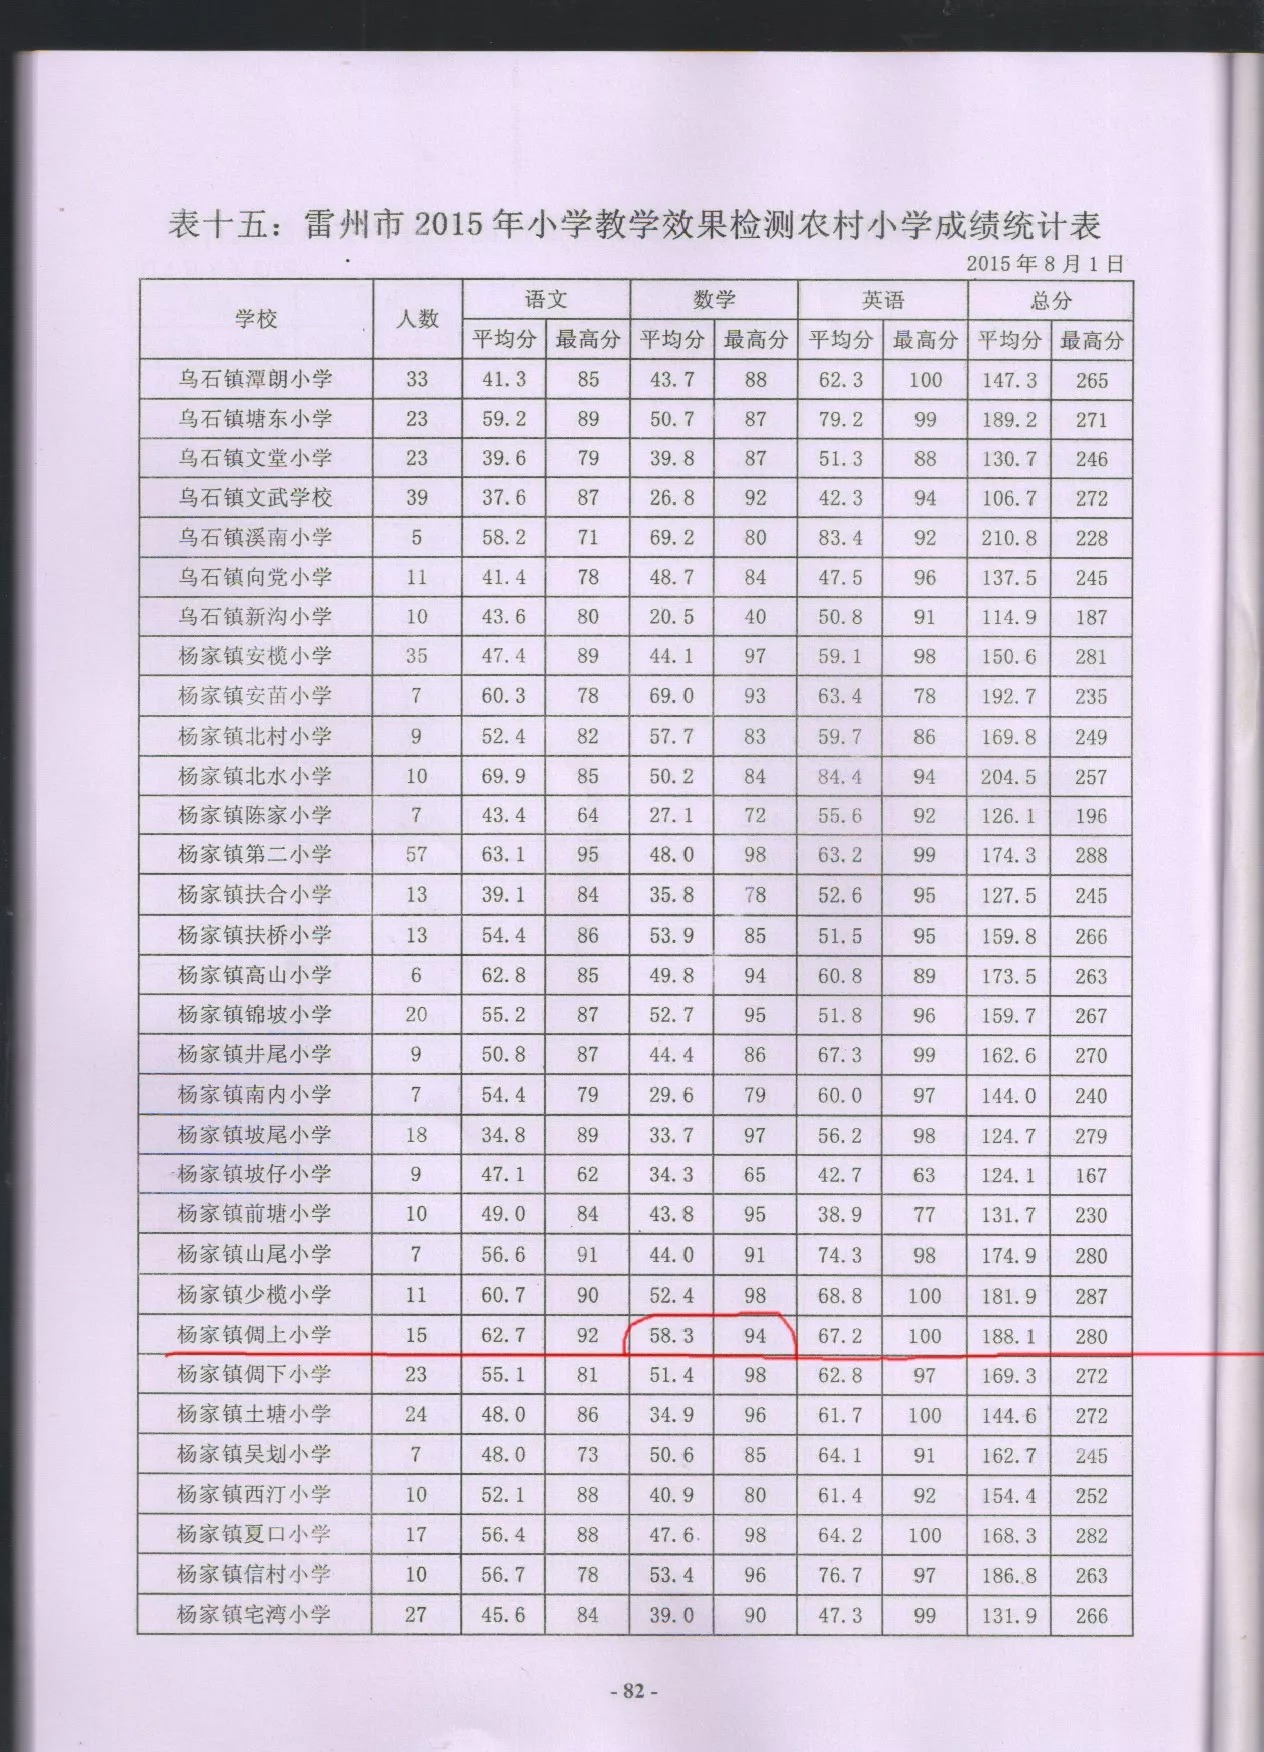 表十五：雷州市2015年小学教学效果检测农村小学成绩统计表
2015年8月1日
学校 人数 语文 数学 英语 总分
平均分 最高分 平均分 最高分 平均分 最高分 平均分 最高分
乌石镇潭朗小学 33 41.3 85 43.7 88 62.3 100 147.3 265
乌石镇塘东小学 23 59.2 89 50.7 87 79.2 99 189.2 271
乌石镇文堂小学 23 39.6 79 39.8 87 51.3 88 130.7 246
乌石镇文武学校 39 37.6 87 26.8 92 42.3 94 106.7 272
乌石镇溪南小学 5 58.2 71 69.2 80 83.4 92 210.8 228
乌石镇向党小学 11 41.4 78 48.7 84 47.5 96 137.5 245
乌石镇新沟小学 10 43.6 80 20.5 40 50.8 91 114.9 187
杨家镇安榄小学 35 47.4 89 44.1 97 59.1 98 150.6 281
杨家镇安苗小学 7 60.3 78 69.0 93 63.4 78 192.7 235
杨家镇北村小学 9 52.4 82 57.7 83 59.7 86 169.8 249
杨家镇北水小学 10 69.9 85 50.2 84 84.4 94 204.5 257
杨家镇陈家小学 7 43.4 64 27.1 72 55.6 92 126.1 196
杨家镇第二小学 57 63.1 95 48.0 98 63.2 99 174.3 288
杨家镇扶合小学 13 39.1 84 35.8 78 52.6 95 127.5 245
杨家镇扶桥小学 13 54.4 86 53.9 85 51.5 95 159.8 266
杨家镇高山小学 6 62.8 85 49.8 94 60.8 89 173.5 263
杨家镇锦坡小学 20 55.2 87 52.7 95 51.8 96 159.7 267
杨家镇井尾小学 9 50.8 87 44.4 86 67.3 99 162.6 270
杨家镇南内小学 7 54.4 79 29.6 79 60.0 97 144.0 240
杨家镇坡尾小学 18 34.8 89 33.7 97 56.2 98 124.7 279
杨家镇坡仔小学 9 47.1 62 34.3 65 42.7 63 124.1 167
杨家镇前塘小学 10 49.0 84 43.8 95 38.9 77 131.7 230
杨家镇山尾小学 7 56.6 91 44.0 91 74.3 98 174.9 280
杨家镇少榄小学 11 60.7 90 52.4 98 68.8 100 181.9 287
杨家镇倜上小学 15 62.7 92 58.3 94 67.2 100 188.1 280
杨家镇倜下小学 23 55.1 81 51.4 98 62.8 97 169.3 272
杨家镇土塘小学 24 48.0 86 34.9 96 61.7 100 144.6 272
杨家镇吴划小学 7 48.0 73 50.6 85 64.1 91 162.7 245
杨家镇西汀小学 10 52.1 88 40.9 80 61.4 92 154.4 252
杨家镇夏口小学 17 56.4 88 47.6 98 64.2 100 168.3 282
杨家镇信村小学 10 56.7 78 53.4 96 76.7 97 186.8 263
杨家镇宅湾小学 27 45.6 84 39.0 90 47.3 99 131.9 266
- 82 -